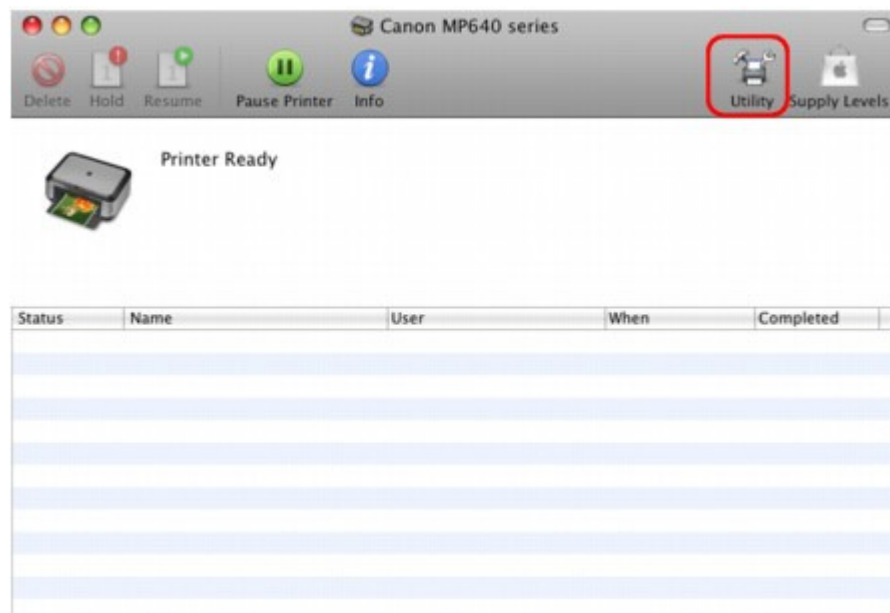 Canon MP640 series
Delete Hold Resume Pause Printer Info Utility Supply Levels
Printer Ready
Status Name User When Completed